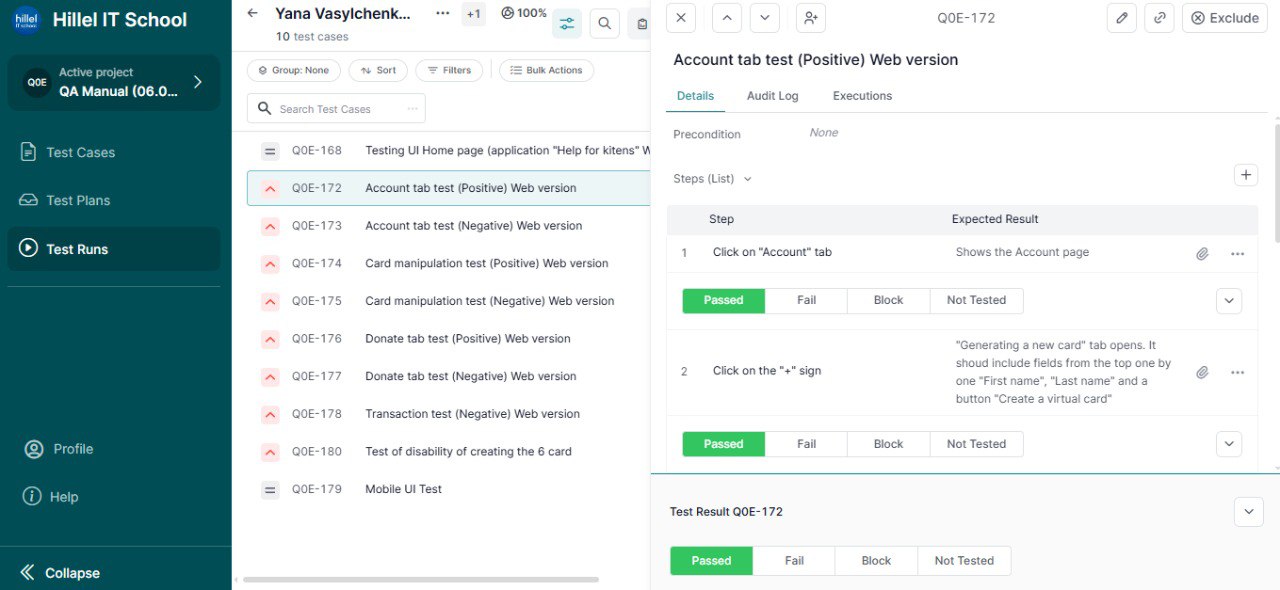 hillel
IT school
Hillel IT School
Q0E
Active project
QA Manual (06.0...
Test Cases
Test Plans
Test Runs
Profile
Help
Collapse
Yana Vasylchenk...
+1
100%
10 test cases
Group: None
Sort
Filters
Bulk Actions
Search Test Cases
Q0E-168 Testing UI Home page (application "Help for kitens" W
Q0E-172 Account tab test (Positive) Web version
Q0E-173 Account tab test (Negative) Web version
Q0E-174 Card manipulation test (Positive) Web version
Q0E-175 Card manipulation test (Negative) Web version
Q0E-176 Donate tab test (Positive) Web version
Q0E-177 Donate tab test (Negative) Web version
Q0E-178 Transaction test (Negative) Web version
Q0E-180 Test of disability of creating the 6 card
Q0E-179 Mobile UI Test
Q0E-172
Exclude
Account tab test (Positive) Web version
Details Audit Log Executions
Precondition None
Steps (List)
Step Expected Result
1 Click on "Account" tab Shows the Account page
Passed Fail Block Not Tested
2 Click on the "+" sign
"Generating a new card" tab opens. It
shoud include fields from the top one by
one "First name", "Last name" and a
button "Create a virtual card"
Passed Fail Block Not Tested
Test Result Q0E-172
Passed Fail Block Not Tested